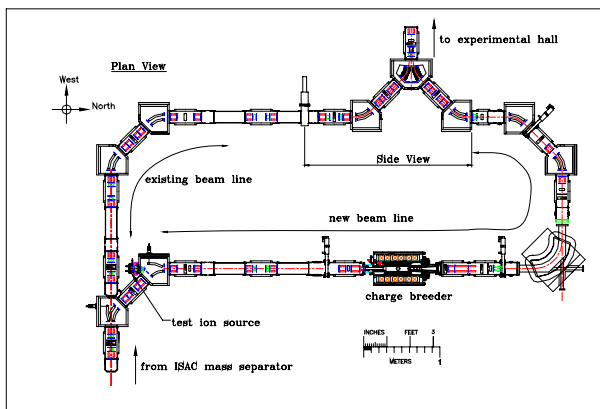 to experimental hall
Plan View
West
North
Side View
existing beam line
new beam line
charge breeder
test ion source
INCHES FEET 3
METERS 1
from ISAC mass separator